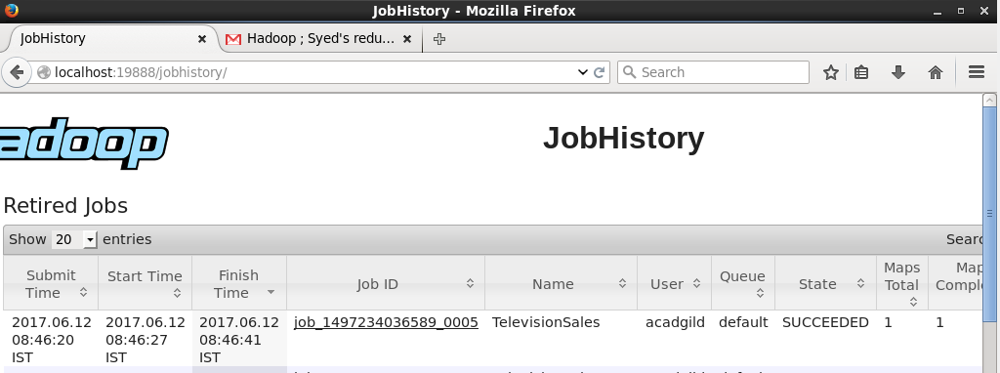 JobHistory - Mozilla Firefox
JobHistory
Hadoop ; Syed's redu...
localhost:19888/jobhistory/
Search
adoop
JobHistory
Retired Jobs
Show 20 entries
Searc
Submit Time
Start Time
Finish Time
Job ID
Name
User
Queue
State
Maps Total
Map Comple
2017.06.12 08:46:20 IST
2017.06.12 08:46:27 IST
2017.06.12 08:46:41 IST
job_1497234036589_0005
TelevisionSales
acadgild
default
SUCCEEDED
1
1